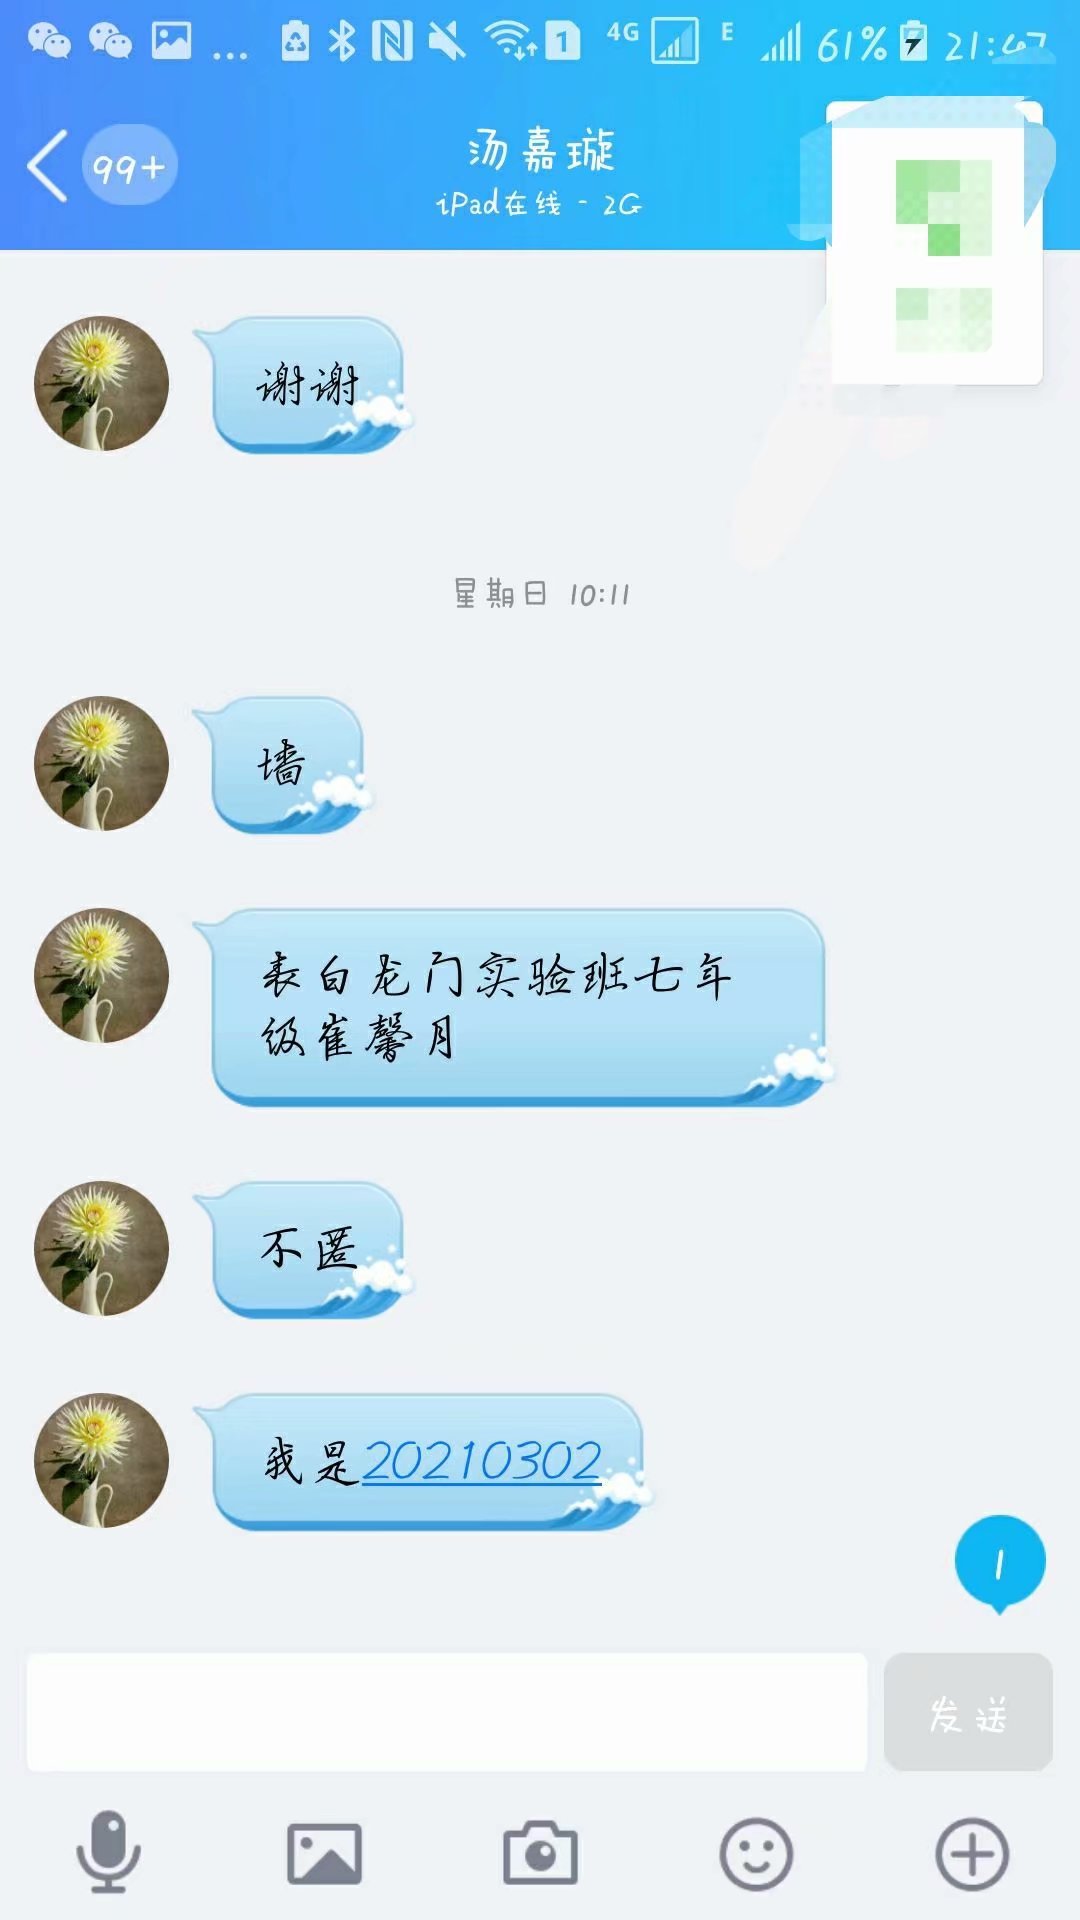 1 4G E 61% 21:47
99+
汤嘉璇
iPad在线 - 2G
谢谢
星期日 10:11
墙
表白龙门实验班七年
级崔馨月
不匿
我是20210302
1
发送